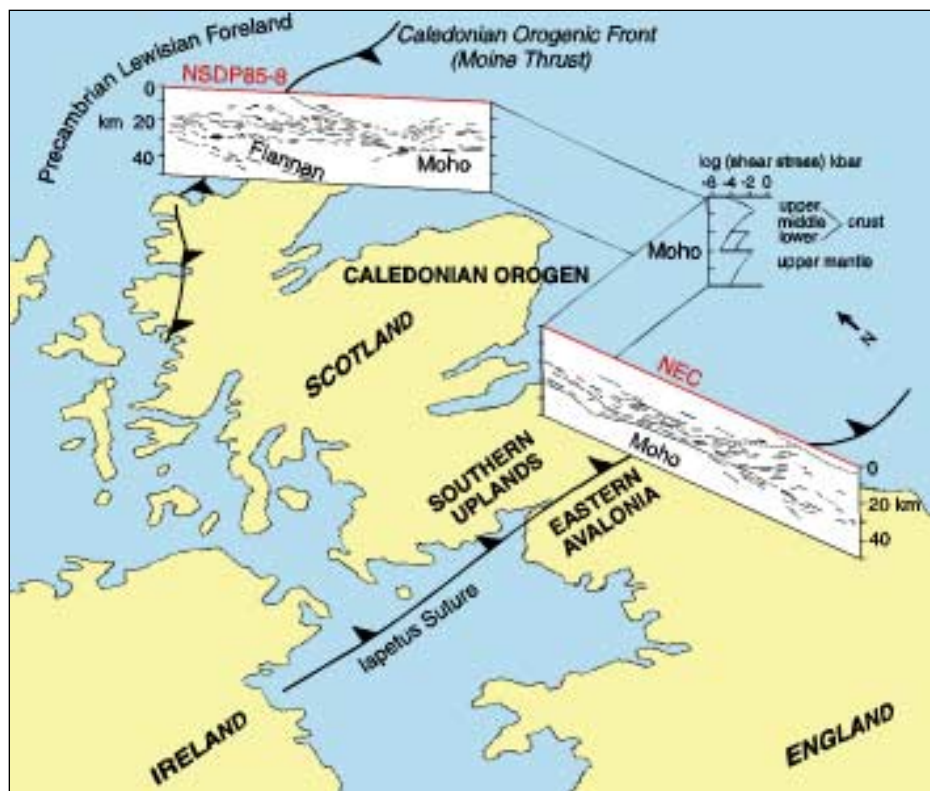 Precambrian Lewisian Foreland
Caledonian Orogenic Front
(Moine Thrust)
NSDP85-8
0
km 20
40
Flannan
Moho
log (shear stress) kbar
-6 -4 -2 0
upper
middle
lower
crust
Moho
upper mantle
CALEDONIAN OROGEN
SCOTLAND
N
NEC
Moho
0
20 km
40
SOUTHERN
UPLANDS
EASTERN
AVALONIA
Iapetus Suture
IRELAND
ENGLAND